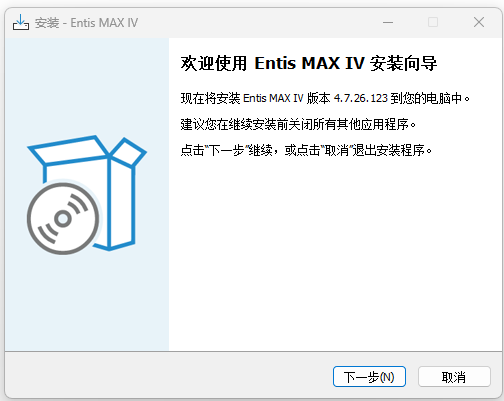 安装 - Entis MAX IV
欢迎使用 Entis MAX IV 安装向导
现在将安装 Entis MAX IV 版本 4.7.26.123 到您的电脑中。
建议您在继续安装前关闭所有其他应用程序。
点击“下一步”继续，或点击“取消”退出安装程序。
下一步(N)
取消